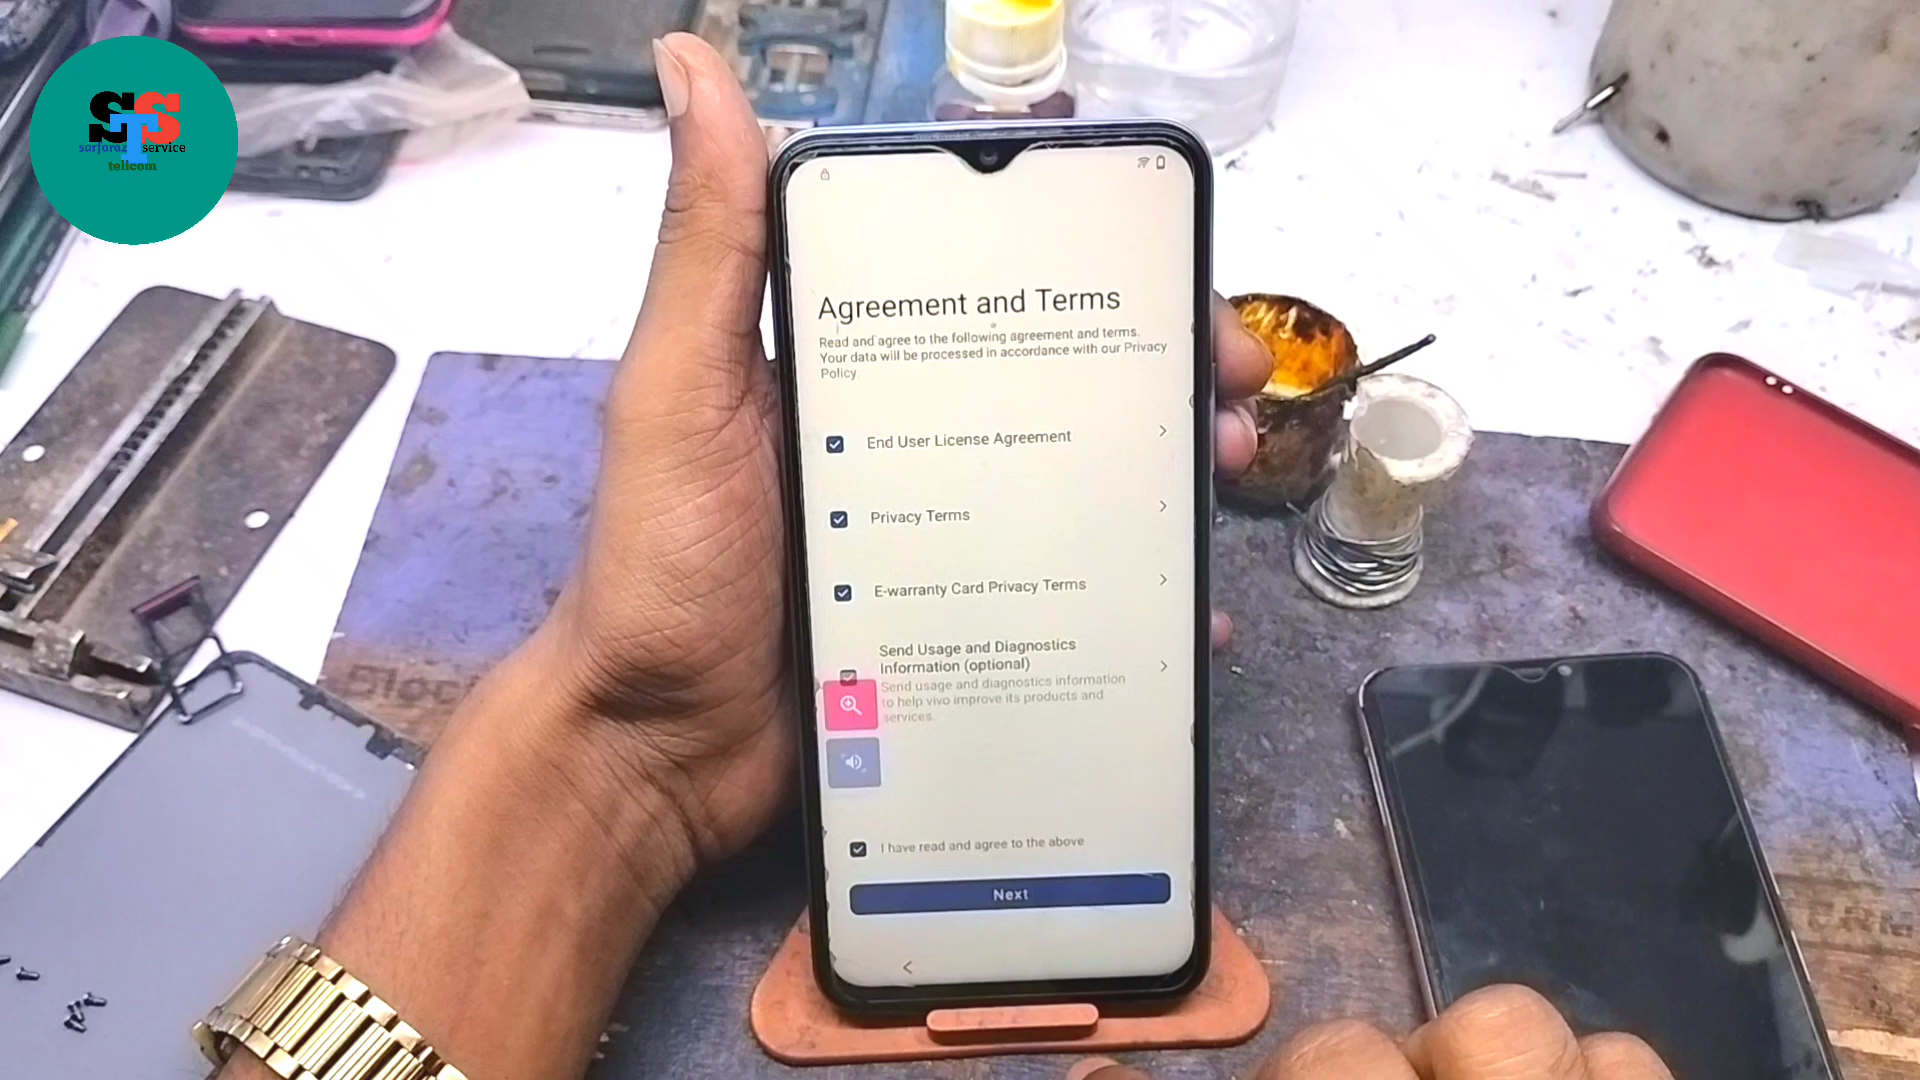 STS
sarfaraz service
tellcom
Agreement and Terms
Read and agree to the following agreement and terms.
Your data will be processed in accordance with our Privacy
Policy
End User License Agreement
Privacy Terms
E-warranty Card Privacy Terms
Send Usage and Diagnostics
Information (optional)
Send usage and diagnostics information
to help vivo improve its products and
services.
I have read and agree to the above
Next